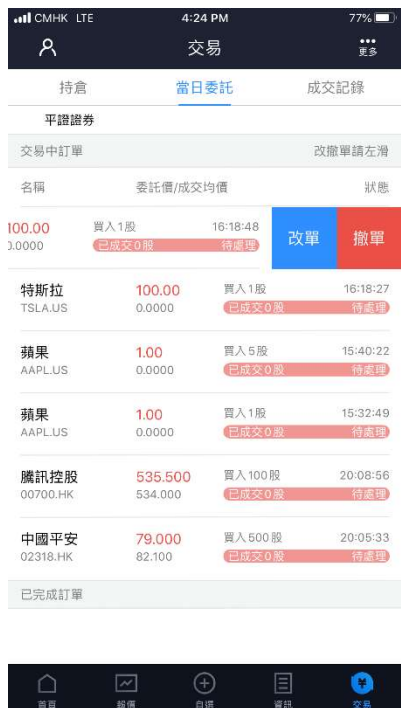 CMHK LTE 4:24 PM 77%
交易 更多
持倉 當日委託 成交記錄
平證證券
交易中訂單 改撤單請左滑
名稱 委託價/成交均價 狀態
100.00 買入1股 16:18:48 改單 撤單
0.0000 已成交0股 待處理
特斯拉 100.00 買入1股 16:18:27
TSLA.US 0.0000 已成交0股 待處理
蘋果 1.00 買入5股 15:40:22
AAPL.US 0.0000 已成交0股 待處理
蘋果 1.00 買入1股 15:32:49
AAPL.US 0.0000 已成交0股 待處理
騰訊控股 535.500 買入100股 20:08:56
00700.HK 534.000 已成交0股 待處理
中國平安 79.000 買入500股 20:05:33
02318.HK 82.100 已成交0股 待處理
已完成訂單
首頁 報價 自選 資訊 交易